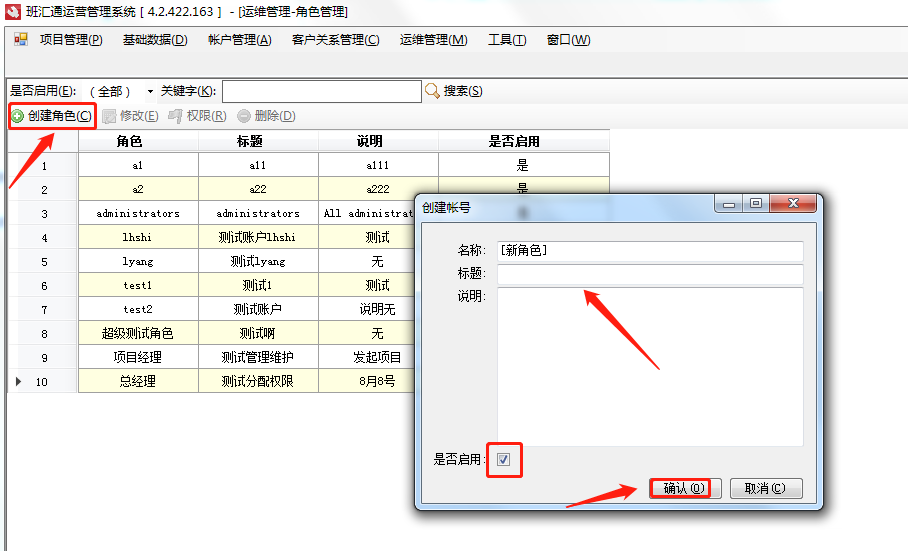 班汇通运营管理系统[ 4.2.422.163 ] - [运维管理-角色管理]
项目管理(P) 基础数据(D) 帐户管理(A) 客户关系管理(C) 运维管理(M) 工具(T) 窗口(W)
是否启用(E): (全部) 关键字(K): 搜索(S)
创建角色(C) 修改(E) 权限(R) 删除(D)
角色 标题 说明 是否启用
1 a1 a11 a111 是
2 a2 a22 a222 是
3 administrators administrators All administrat
4 lhshi 测试账户lhshi 测试
5 lyang 测试lyang 无
6 test1 测试1 测试
7 test2 测试账户 说明无
8 超级测试角色 测试啊 无
9 项目经理 测试管理维护 发起项目
10 总经理 测试分配权限 8月8号
创建帐号
名称: [新角色]
标题:
说明:
是否启用:
确认(O) 取消(C)